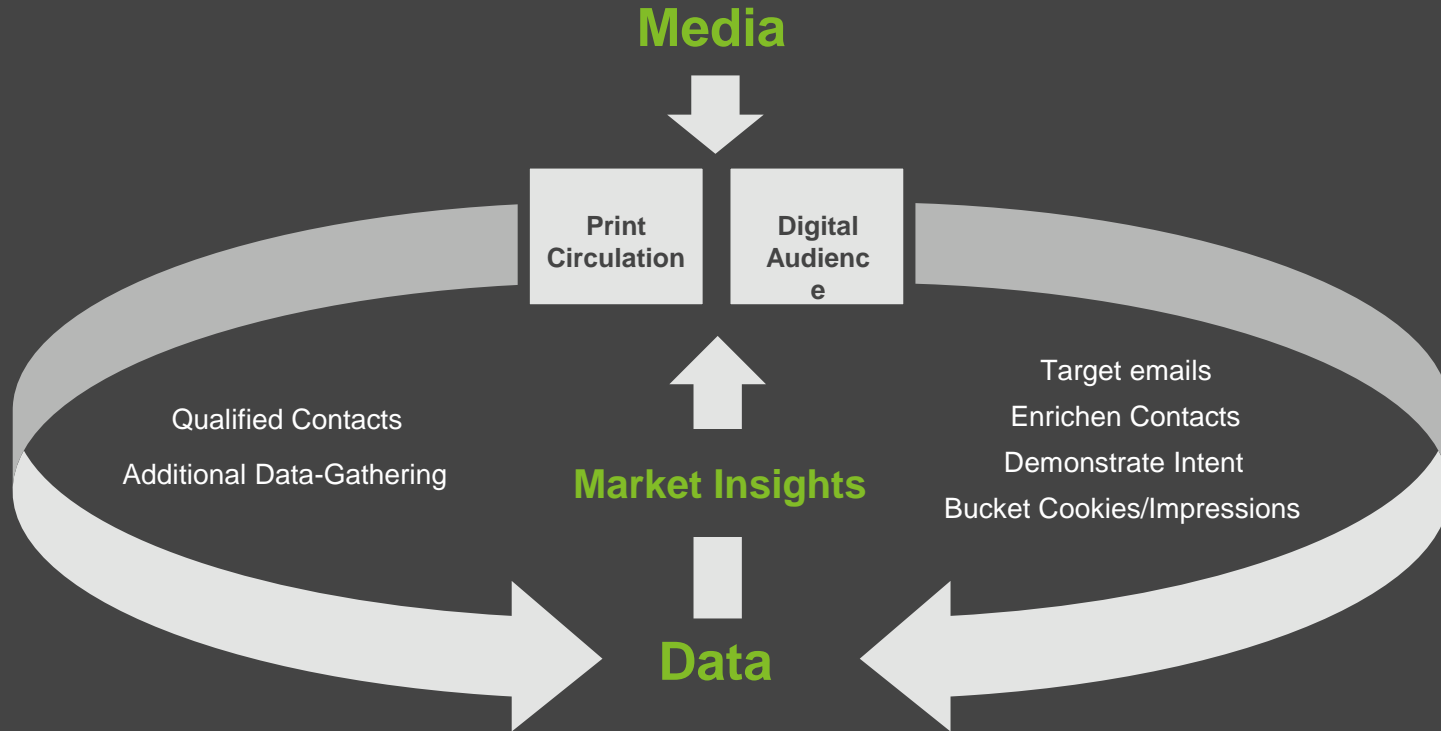 Media
Print
Circulation
Digital
Audienc
e
Qualified Contacts
Additional Data-Gathering
Market Insights
Target emails
Enrichen Contacts
Demonstrate Intent
Bucket Cookies/Impressions
Data